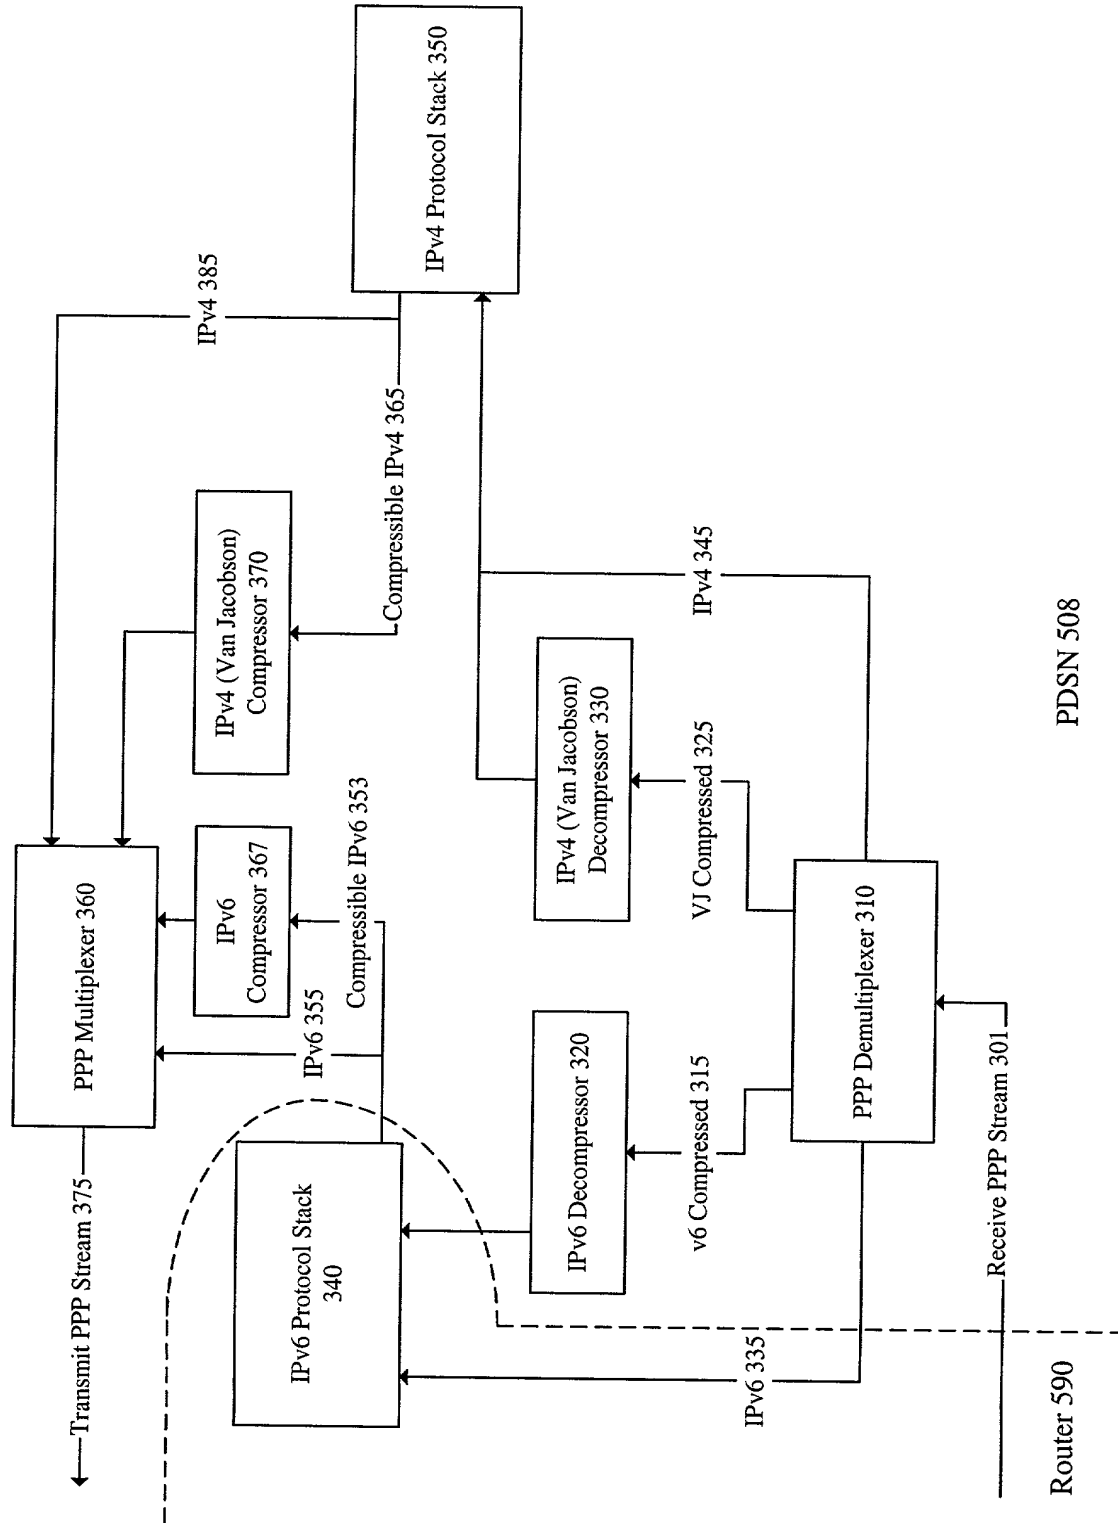 Transmit PPP Stream 375
PPP Multiplexer 360
IPv4 385
IPv6 355
IPv6
Compressor 367
IPv4 (Van Jacobson)
Compressor 370
IPv6 Protocol Stack
340
Compressible IPv6 353
Compressible IPv4 365
IPv4 Protocol Stack 350
IPv6 Decompressor 320
IPv4 (Van Jacobson)
Decompressor 330
IPv6 335
v6 Compressed 315
VJ Compressed 325
IPv4 345
PPP Demultiplexer 310
Receive PPP Stream 301
Router 590
PDSN 508